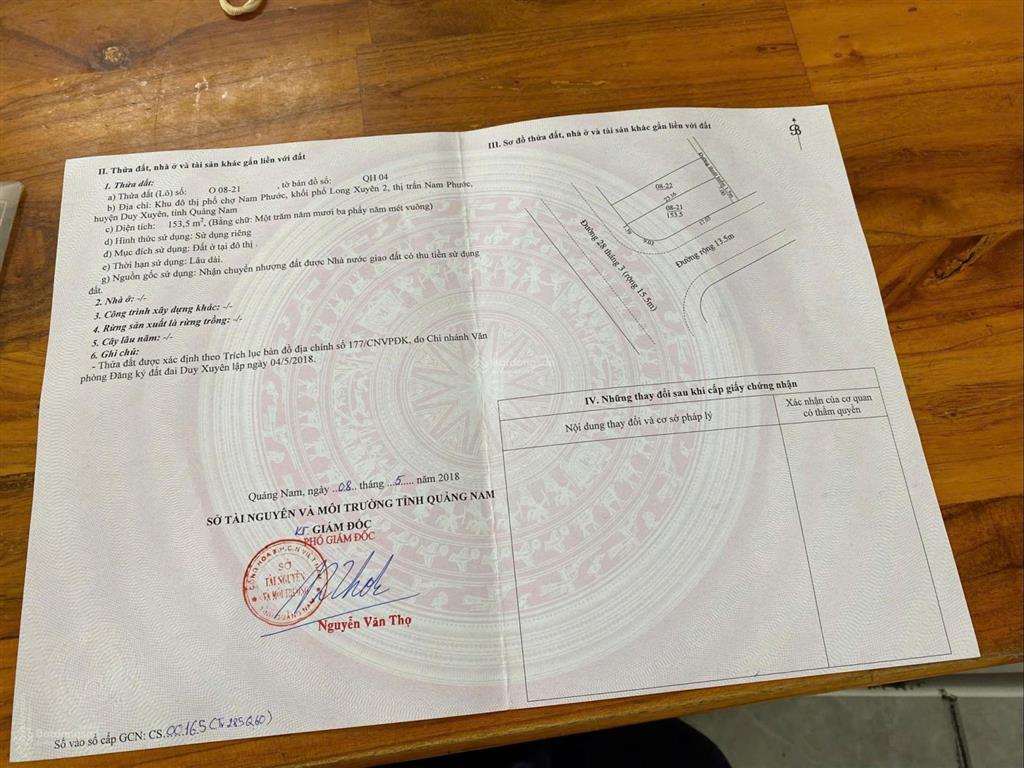 II. Thửa đất, nhà ở và tài sản khác gắn liền với đất
1. Thửa đất:
a) Thửa đất (Lô) số: O 08-21 , tờ bản đồ số: QH 04
b) Địa chỉ: Khu đô thị phố chợ Nam Phước, khối phố Long Xuyên 2, thị trấn Nam Phước,
huyện Duy Xuyên, tỉnh Quảng Nam
c) Diện tích: 153,5 m², (Bằng chữ: Một trăm năm mươi ba phẩy năm mét vuông)
d) Hình thức sử dụng: Sử dụng riêng
đ) Mục đích sử dụng: Đất ở tại đô thị .
e) Thời hạn sử dụng: Lâu dài.
g) Nguồn gốc sử dụng: Nhận chuyển nhượng đất được Nhà nước giao đất có thu tiền sử dụng
đất.
2. Nhà ở: -/-
3. Công trình xây dựng khác: -/-
4. Rừng sản xuất là rừng trồng: -/-
5. Cây lâu năm: -/-
6. Ghi chú:
- Thửa đất được xác định theo Trích lục bản đồ địa chính số 177/CNVPĐK, do Chi nhánh Văn
phòng Đăng ký đất đai Duy Xuyên lập ngày 04/5/2018.
Quảng Nam, ngày ..08.. tháng ...5..... năm 2018
SỞ TÀI NGUYÊN VÀ MÔI TRƯỜNG TỈNH QUẢNG NAM
KT GIÁM ĐỐC
PHÓ GIÁM ĐỐC
SỞ
TÀI NGUYÊN
VÀ MÔI TRƯỜNG
Nguyễn Văn Thọ
Số vào sổ cấp GCN: CS.00165
III. Sơ đồ thửa đất, nhà ở và tài sản khác gắn liền với đất
08-22
23.16
08-21
153.5
17.05
Đường 28 tháng 3 (rộng 15.5m)
Đường rộng 13.5m
IV. Những thay đổi sau khi cấp giấy chứng nhận
Nội dung thay đổi và cơ sở pháp lý
Xác nhận của cơ quan
có thẩm quyền